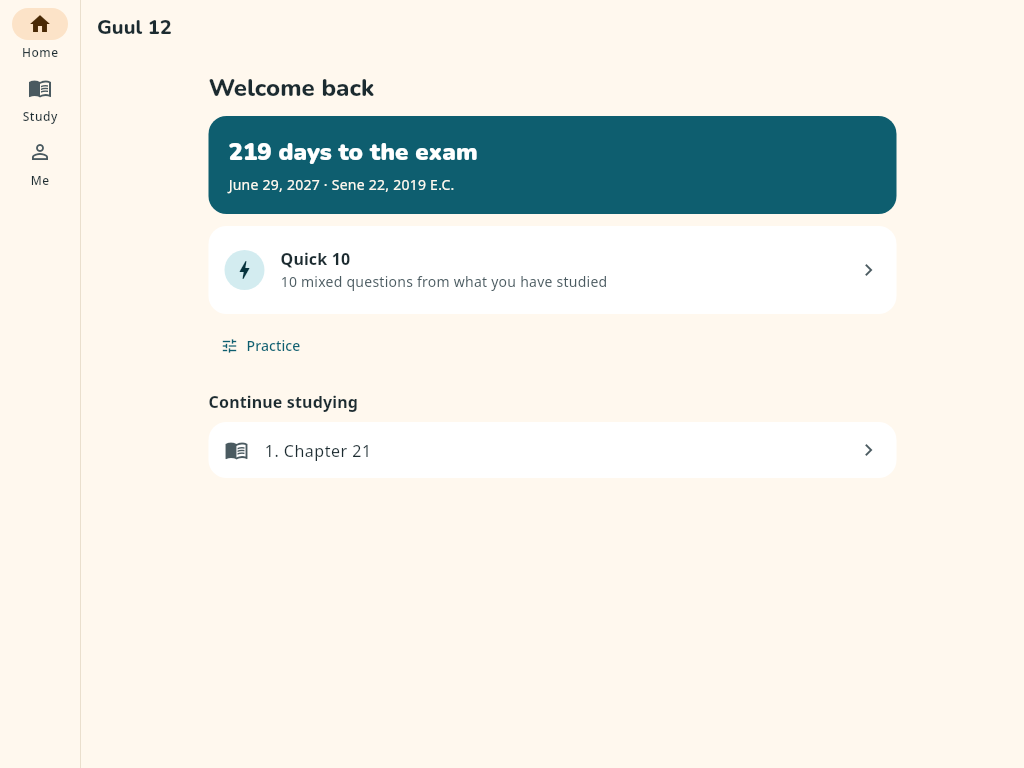 Guul 12
Home
Study
Me
Welcome back
219 days to the exam
June 29, 2027 · Sene 22, 2019 E.C.
Quick 10
10 mixed questions from what you have studied
Practice
Continue studying
1. Chapter 21